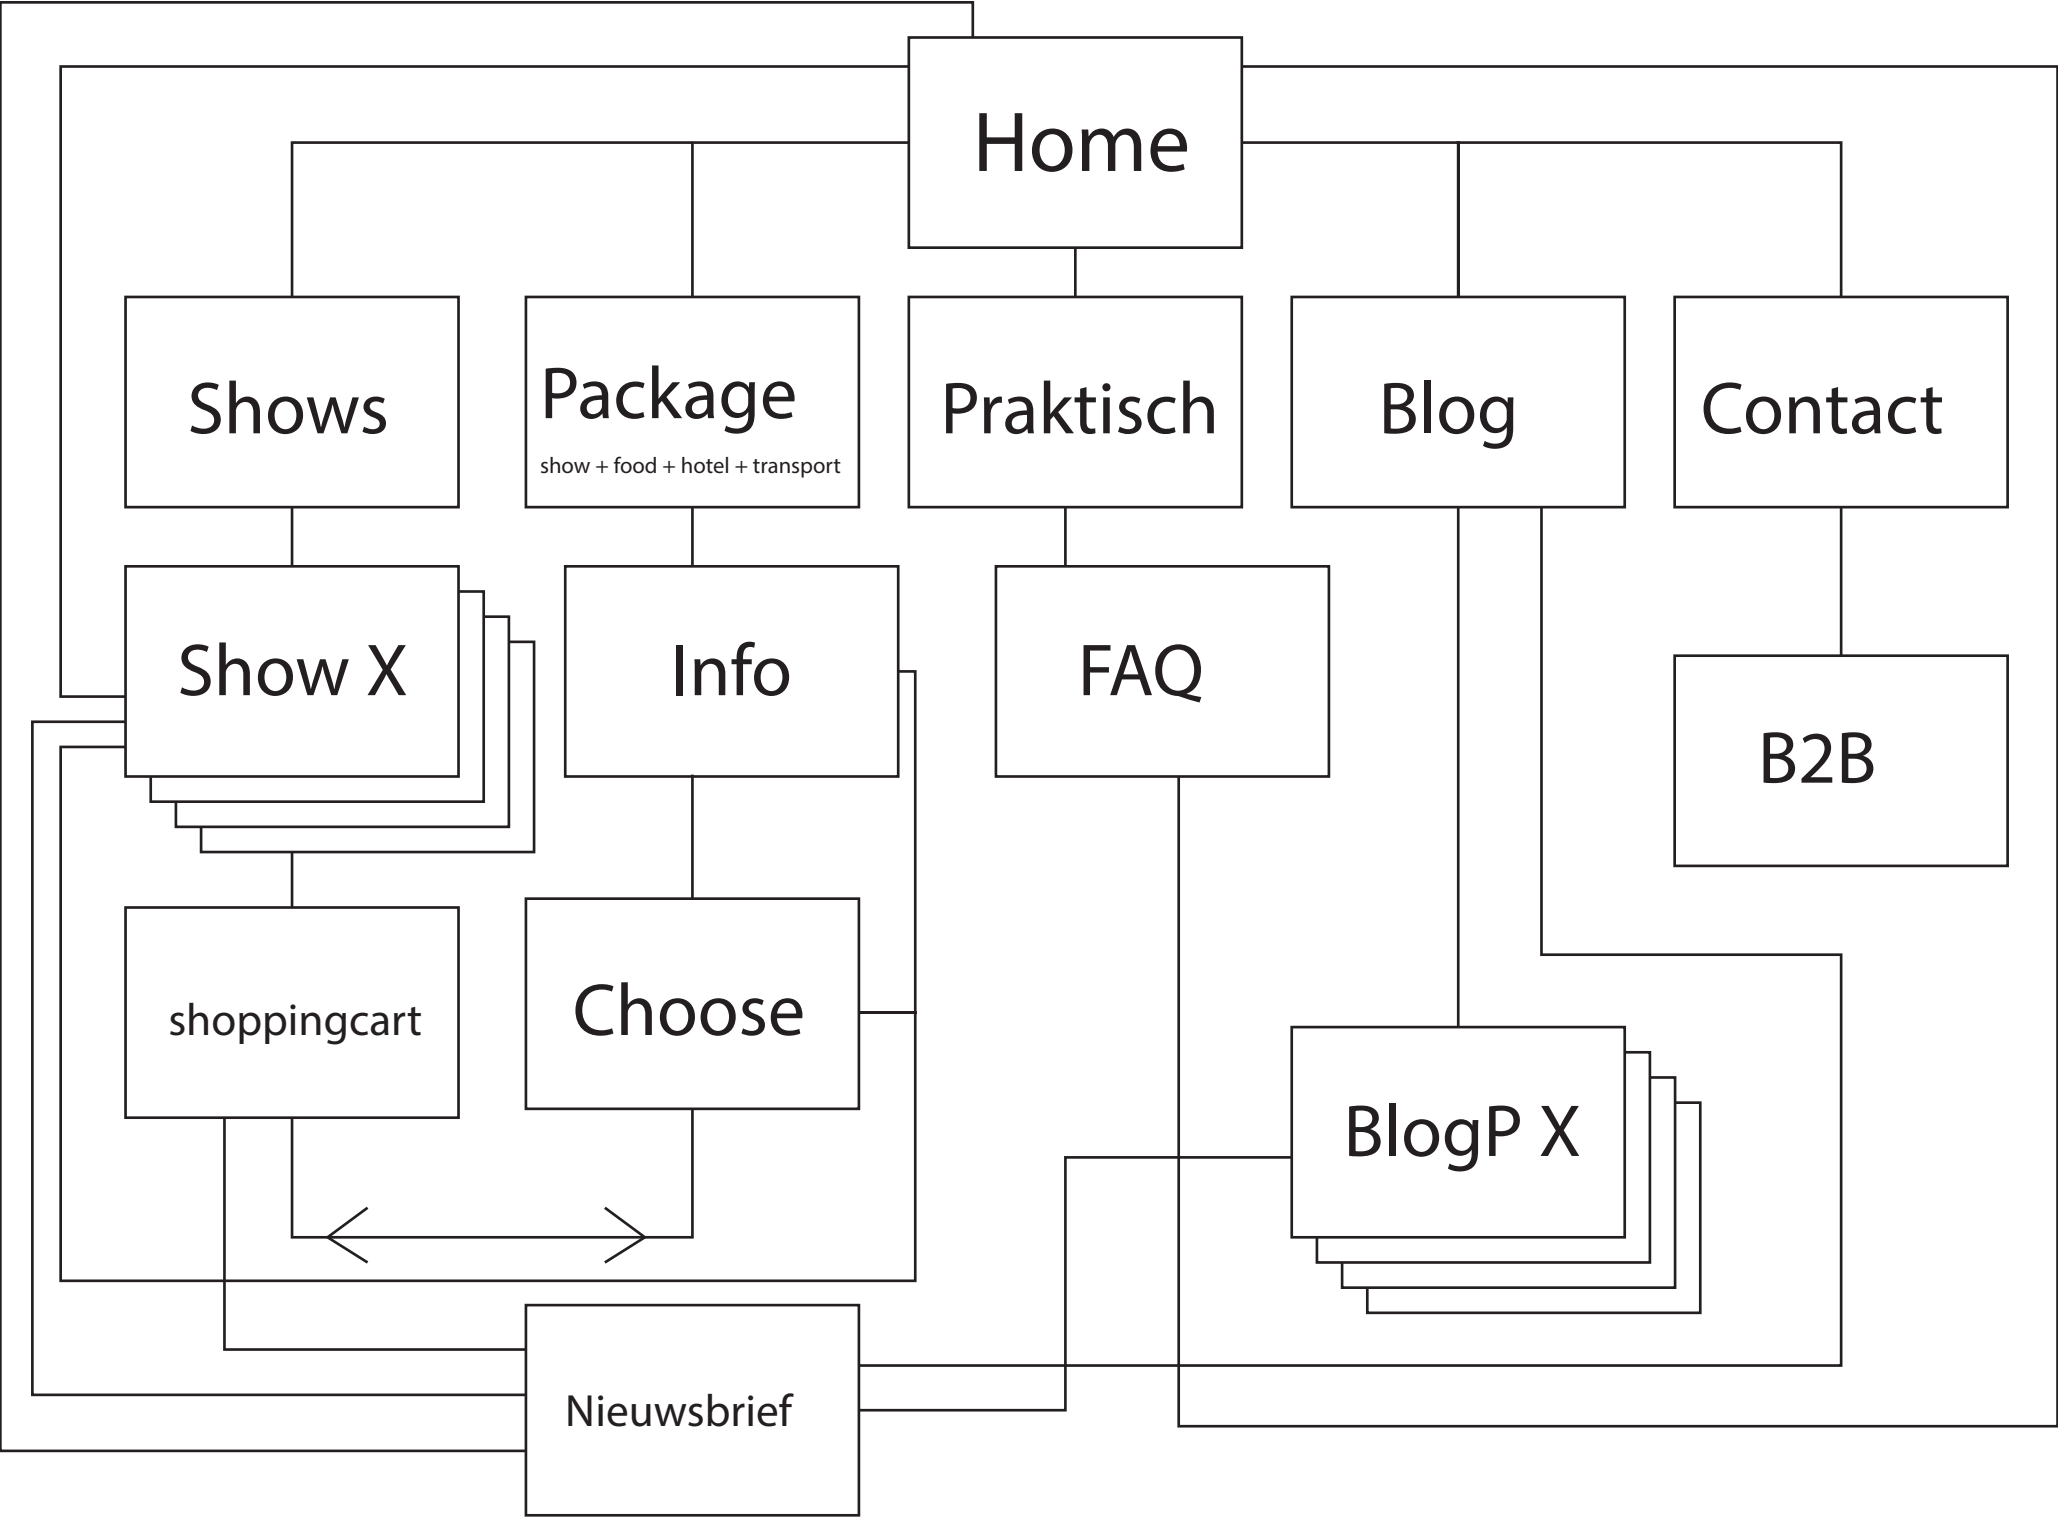 Home
Shows
Package
show + food + hotel + transport
Praktisch
Blog
Contact
Show X
Info
FAQ
B2B
shoppingcart
Choose
BlogP X
Nieuwsbrief